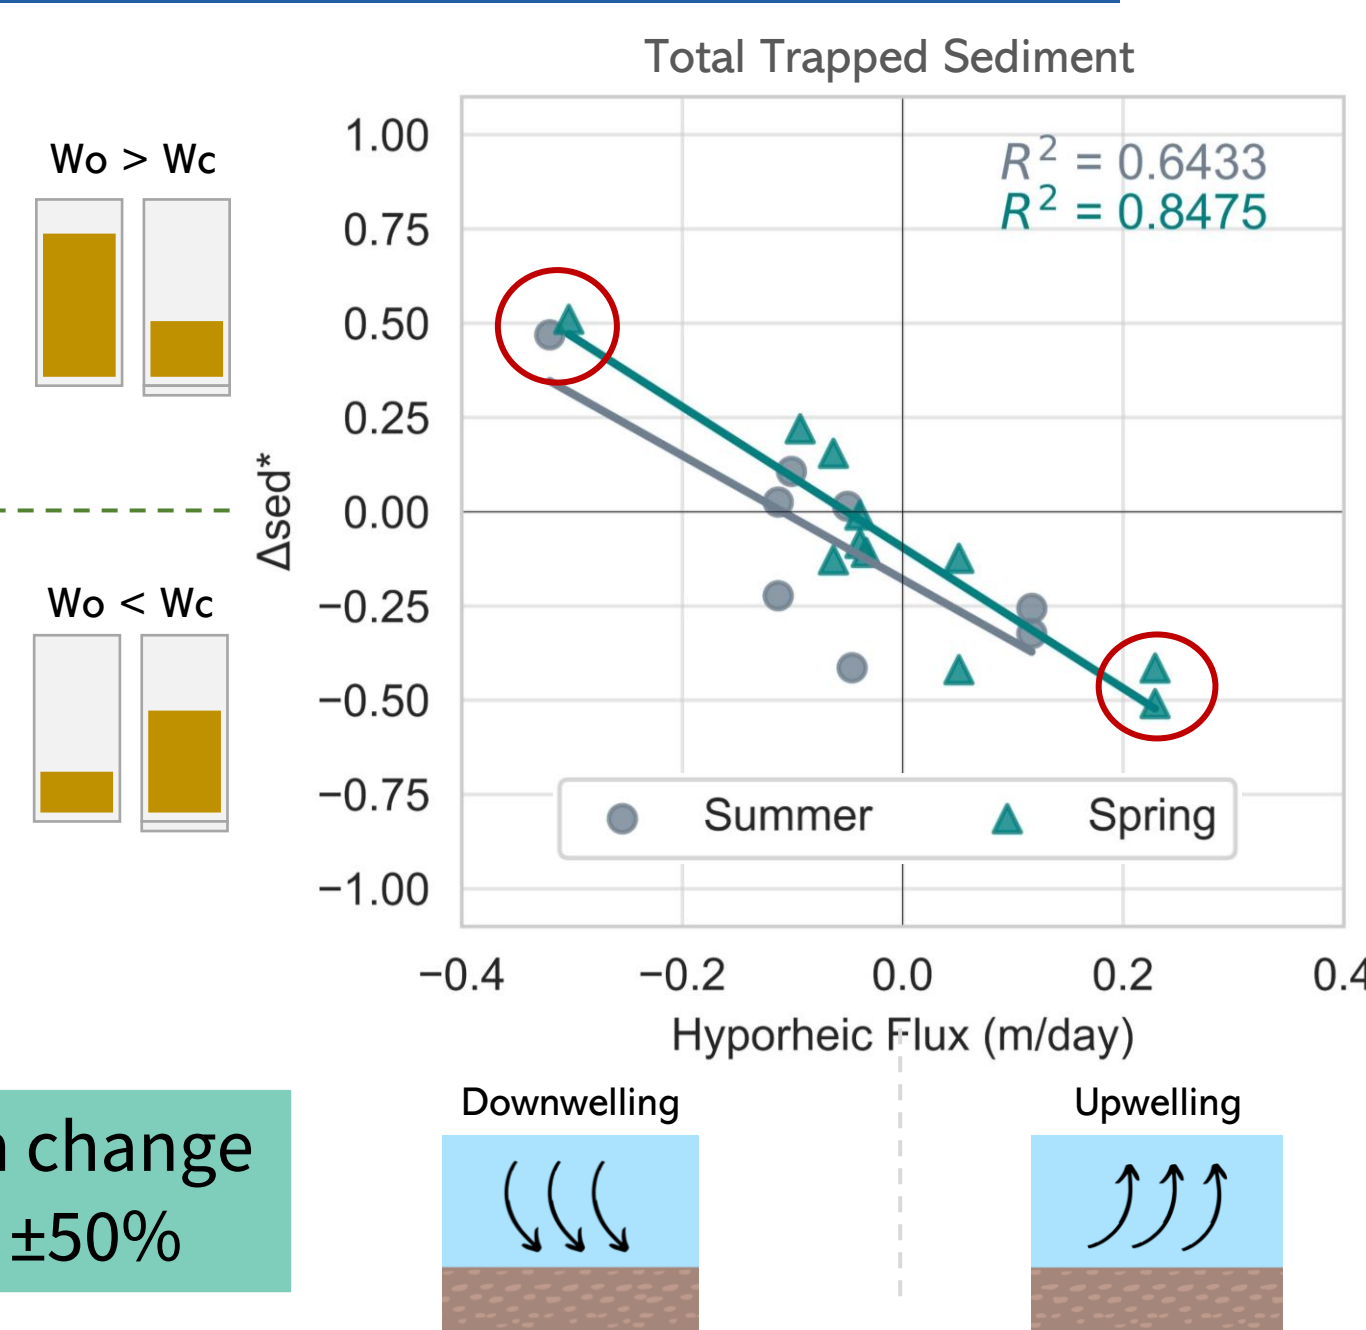 Total Trapped Sediment
Wo > Wc
Wo < Wc
Δsed*
1.00
0.75
0.50
0.25
0.00
−0.25
−0.50
−0.75
−1.00
R² = 0.6433
R² = 0.8475
Summer
Spring
−0.4
−0.2
0.0
0.2
0.4
Hyporheic Flux (m/day)
Downwelling
Upwelling
change
±50%